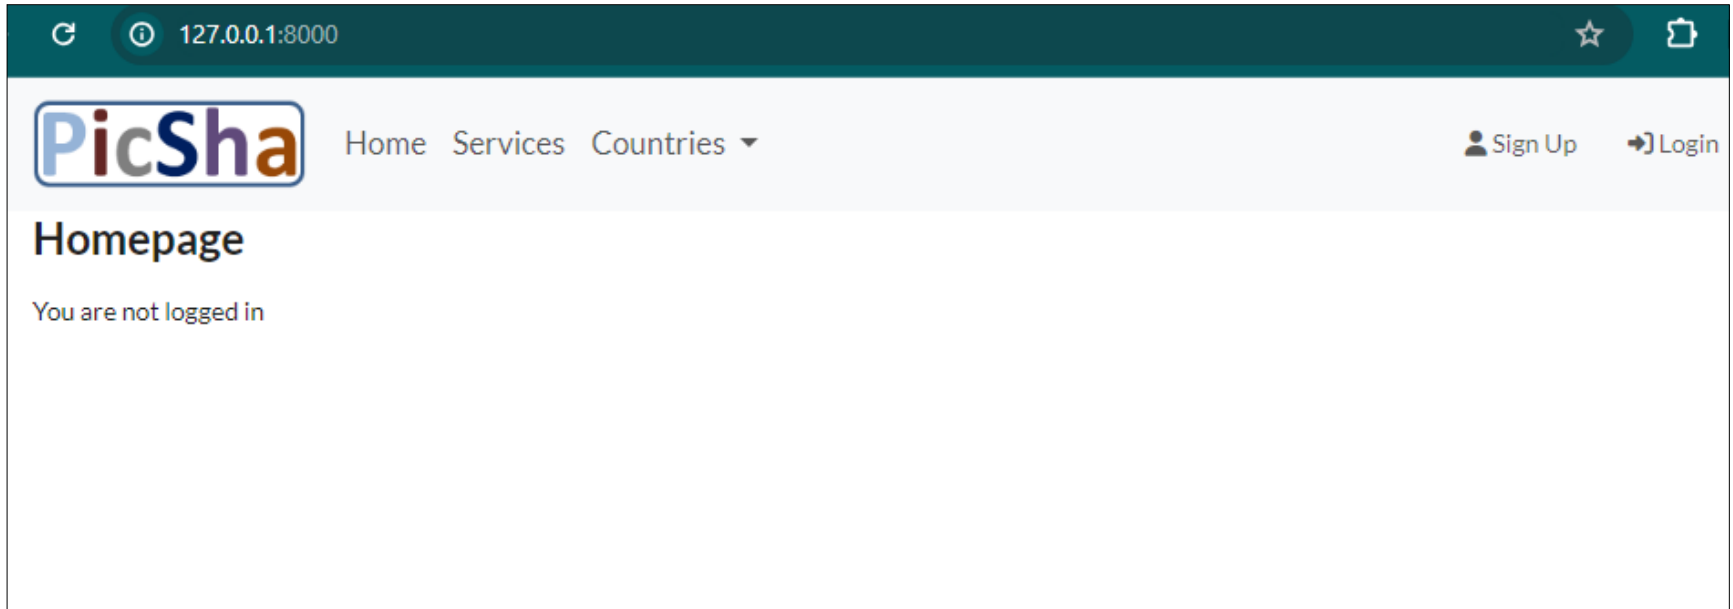 127.0.0.1:8000
PicSha Home Services Countries Sign Up Login
Homepage
You are not logged in